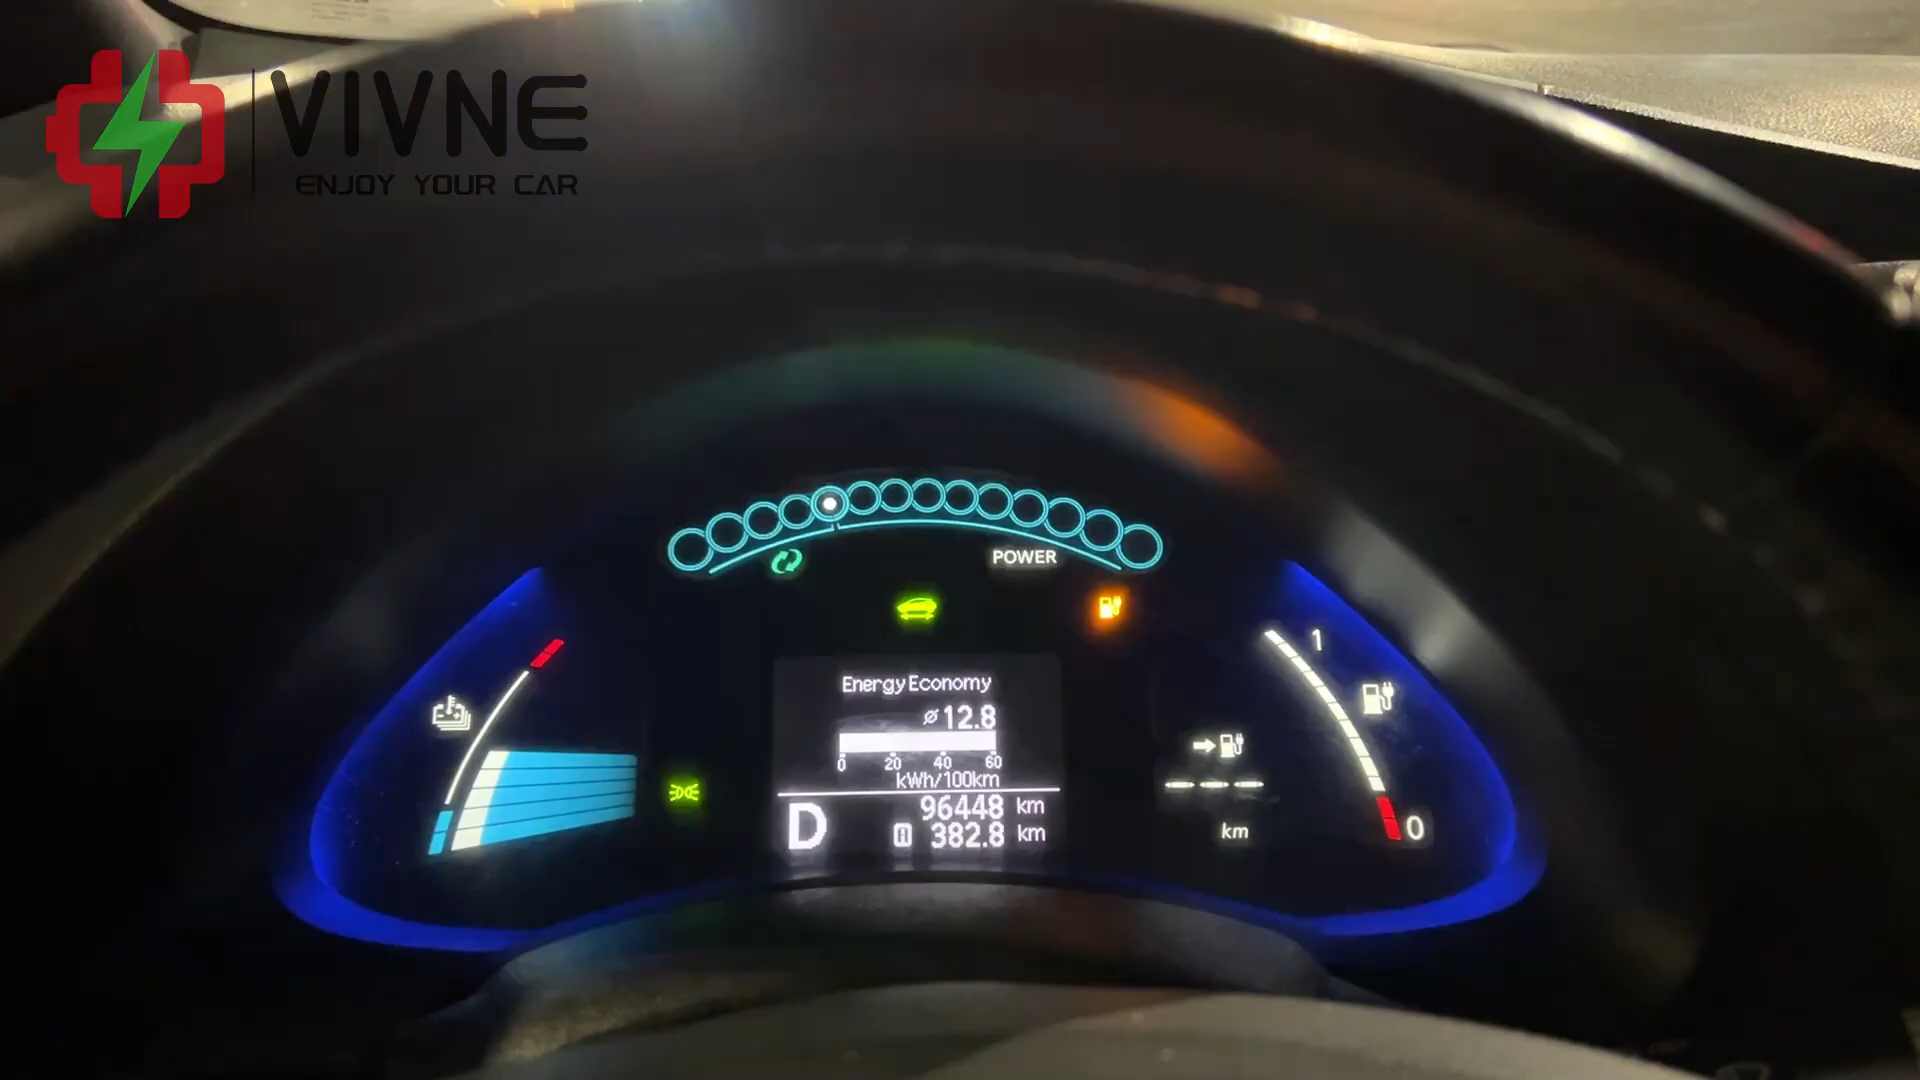 VIVNE
ENJOY YOUR CAR
POWER
Energy Economy
⌀12.8
0 20 40 60
kWh/100km
D
96448 km
382.8 km
--- km
1
0